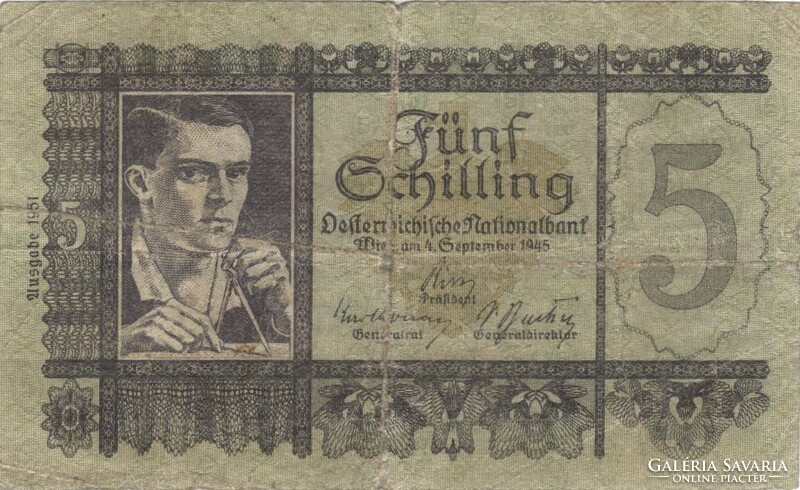 Ausgabe 1951
5
Fünf
Schilling
Oesterreichische Nationalbank
Wien am 4. September 1945
Präsident
Generalrat Generaldirektor
5
GALÉRIA SAVARIA
ONLINE PIACTÉR